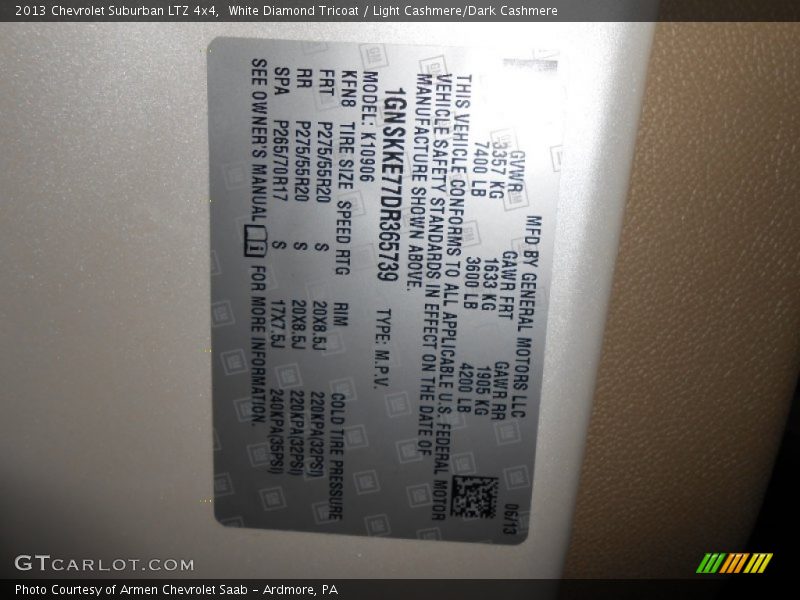 2013 Chevrolet Suburban LTZ 4x4,  White Diamond Tricoat / Light Cashmere/Dark Cashmere
MFD BY GENERAL MOTORS LLC 06/13
GVWR GAWR FRT GAWR RR
3357 KG 1633 KG 1905 KG
7400 LB 3600 LB 4200 LB
THIS VEHICLE CONFORMS TO ALL APPLICABLE U.S. FEDERAL MOTOR
VEHICLE SAFETY STANDARDS IN EFFECT ON THE DATE OF
MANUFACTURE SHOWN ABOVE.
1GNSKKE77DR365739 TYPE: M.P.V.
MODEL: K10906
KFN8 TIRE SIZE SPEED RTG RIM COLD TIRE PRESSURE
FRT P275/55R20 S 20X8.5J 220KPA(32PSI)
RR P275/55R20 S 20X8.5J 220KPA(32PSI)
SPA P265/70R17 S 17X7.5J 240KPA(35PSI)
SEE OWNER'S MANUAL i FOR MORE INFORMATION.
GTCARLOT.COM
Photo Courtesy of Armen Chevrolet Saab - Ardmore, PA